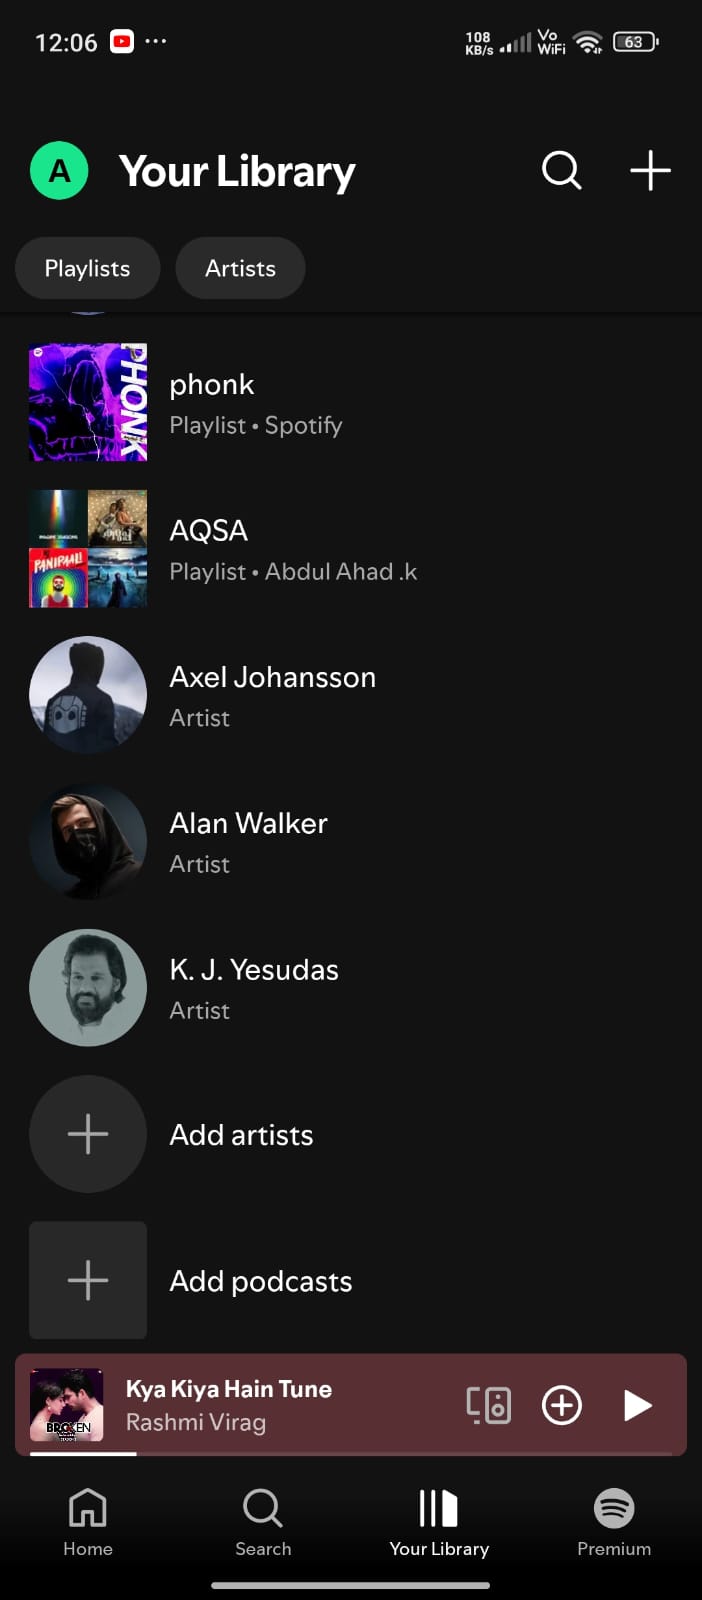 12:06
108
KB/s
Vo
WiFi
63
A
Your Library
Playlists
Artists
PHONK
phonk
Playlist • Spotify
IMAGINE DRAGONS
PANIPAALI
AQSA
Playlist • Abdul Ahad .k
Axel Johansson
Artist
Alan Walker
Artist
K. J. Yesudas
Artist
Add artists
Add podcasts
BROKEN
Kya Kiya Hain Tune
Rashmi Virag
Home
Search
Your Library
Premium